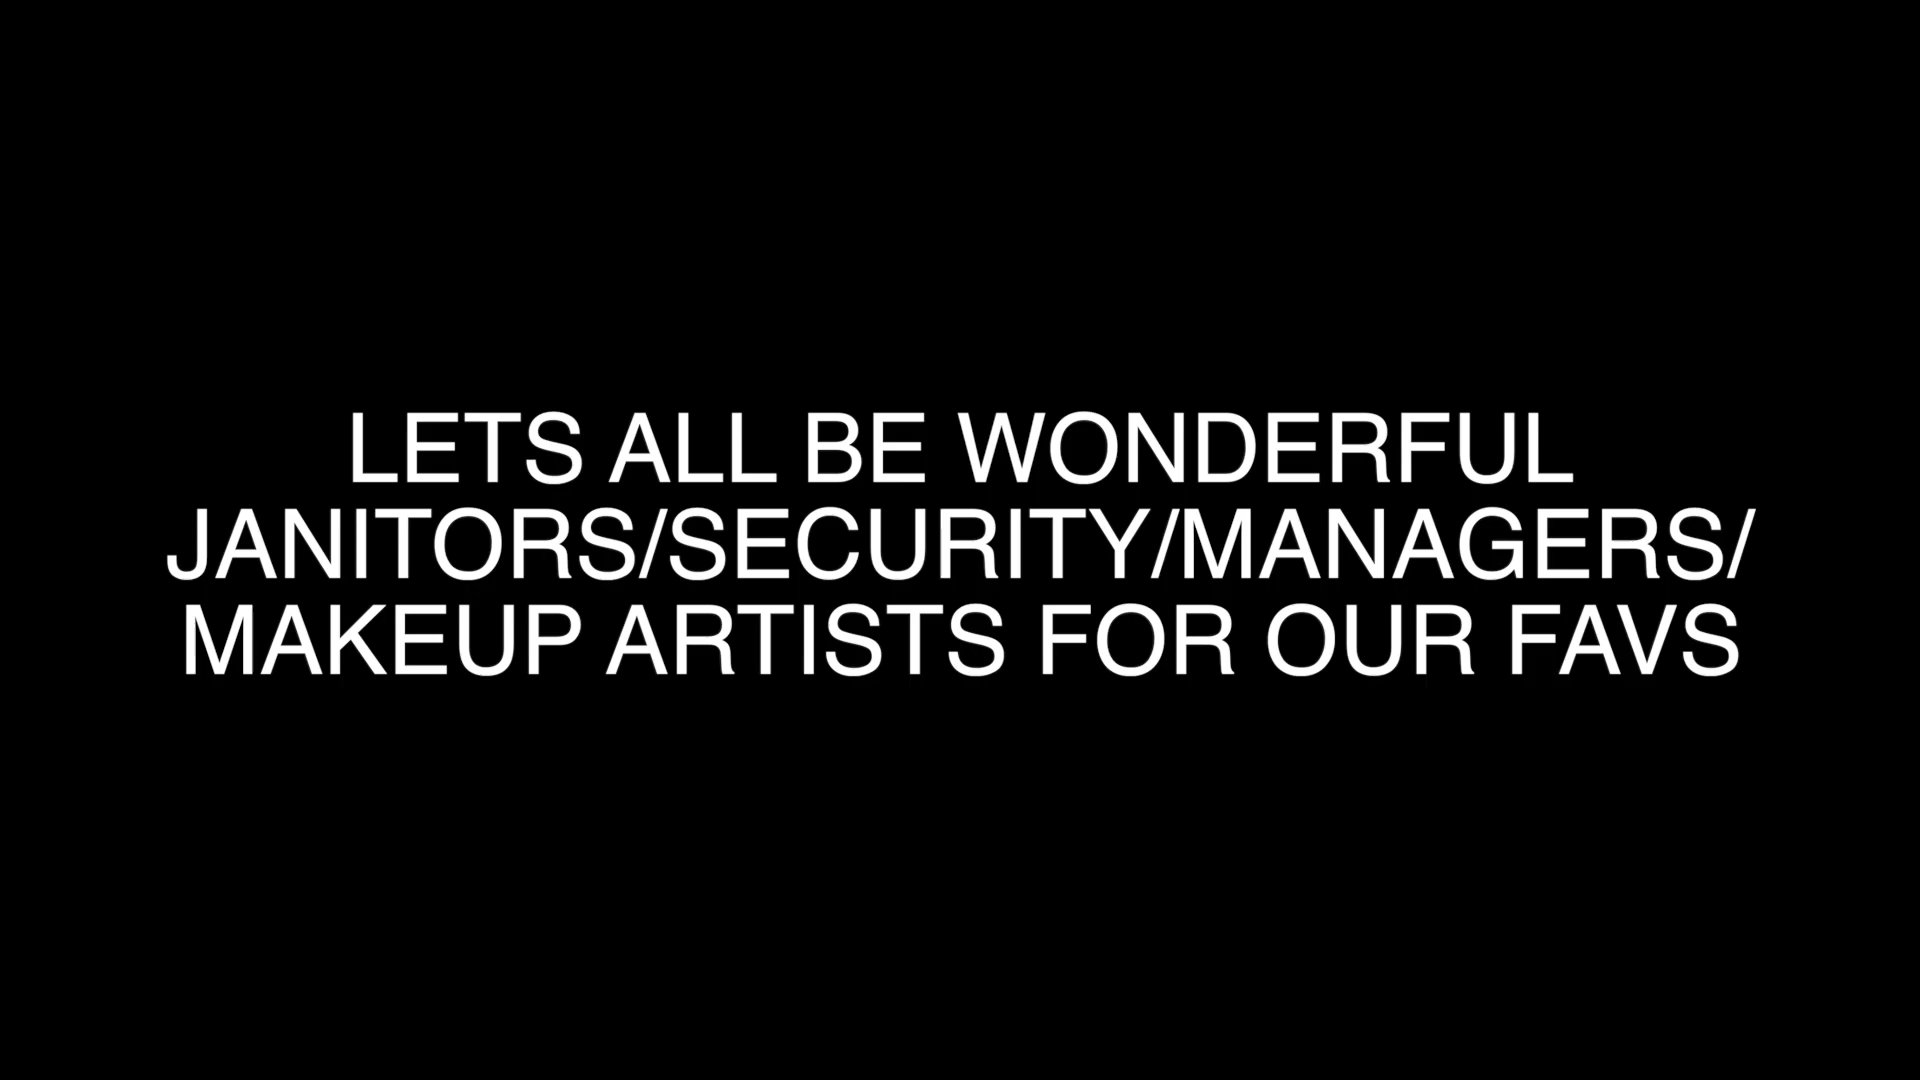 LETS ALL BE WONDERFUL
JANITORS/SECURITY/MANAGERS/
MAKEUP ARTISTS FOR OUR FAVS